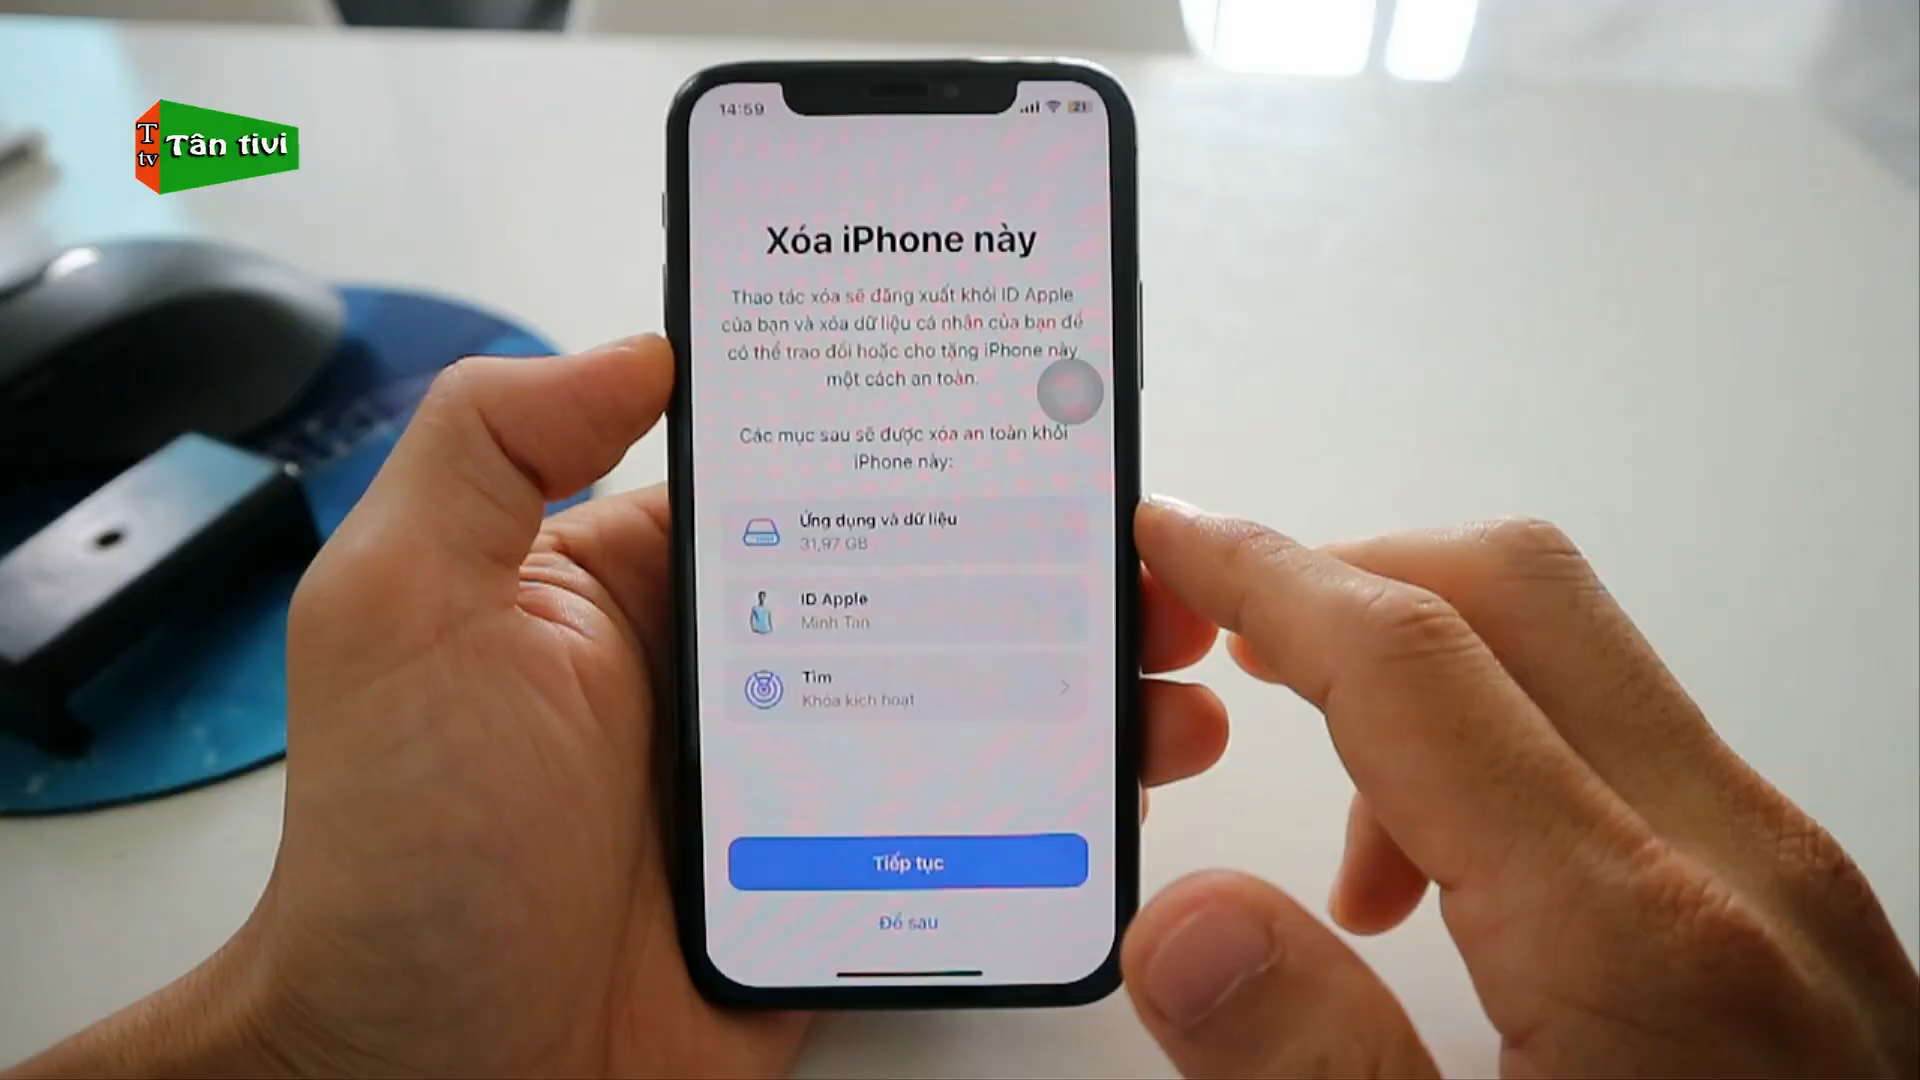 T
tv
Tân tivi
14:59
21
Xóa iPhone này
Thao tác xóa sẽ đăng xuất khỏi ID Apple
của bạn và xóa dữ liệu cá nhân của bạn để
có thể trao đổi hoặc cho tặng iPhone này
một cách an toàn.
Các mục sau sẽ được xóa an toàn khỏi
iPhone này:
Ứng dụng và dữ liệu
31,97 GB
ID Apple
Minh Tan
Tìm
Khóa kích hoạt
Tiếp tục
Để sau